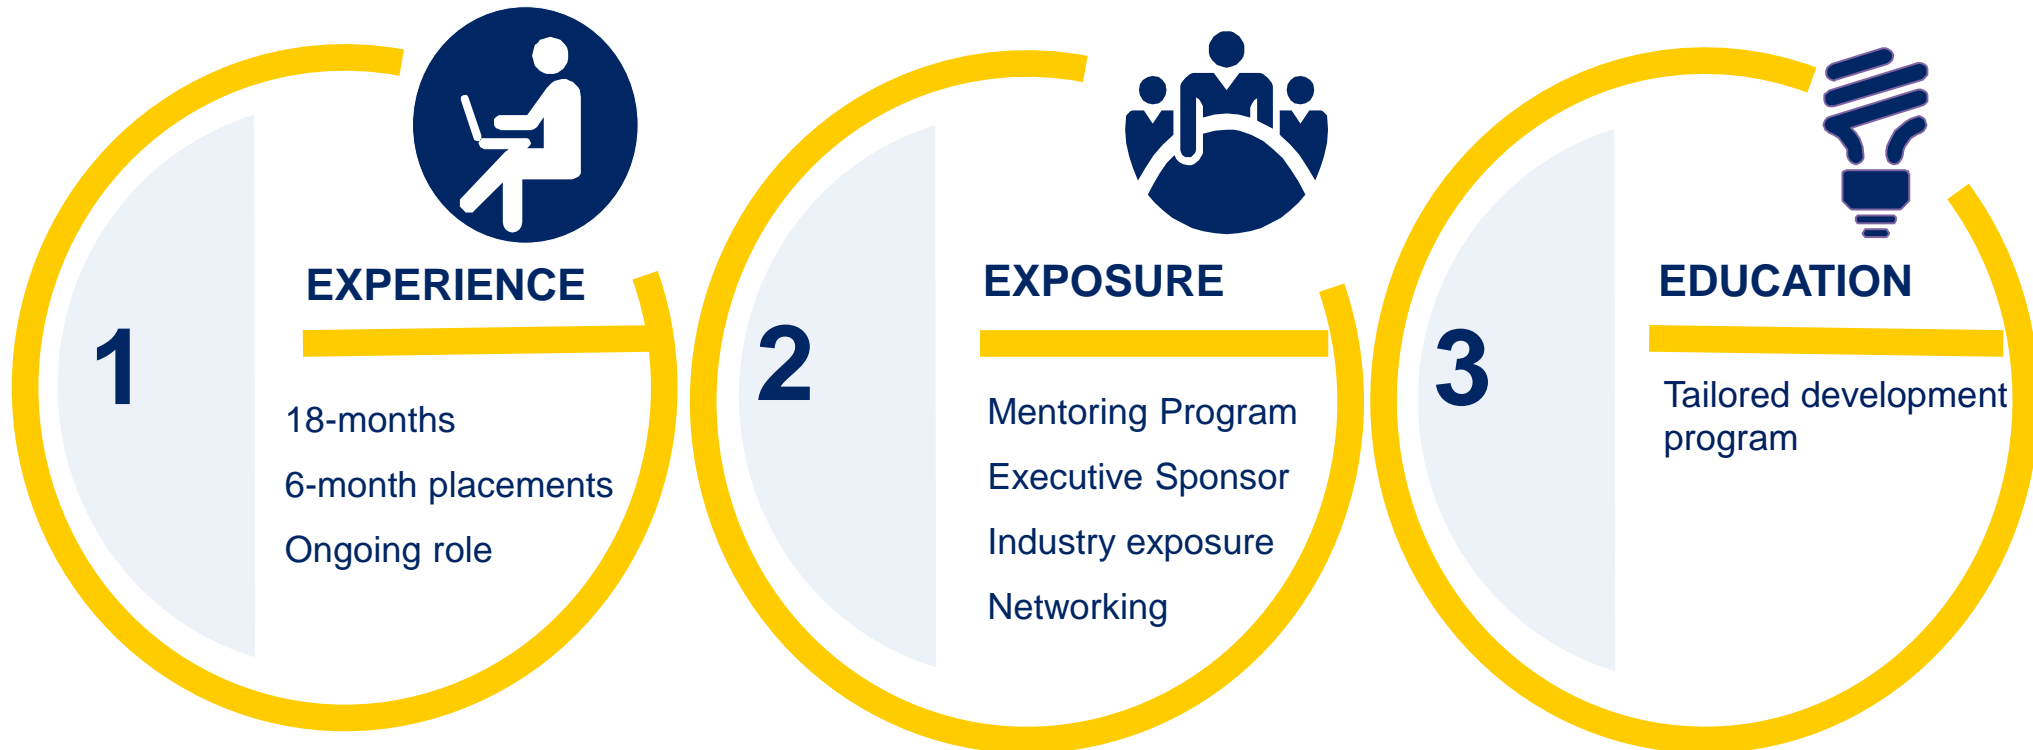 1
EXPERIENCE
18-months
6-month placements
Ongoing role
2
EXPOSURE
Mentoring Program
Executive Sponsor
Industry exposure
Networking
3
EDUCATION
Tailored development
program